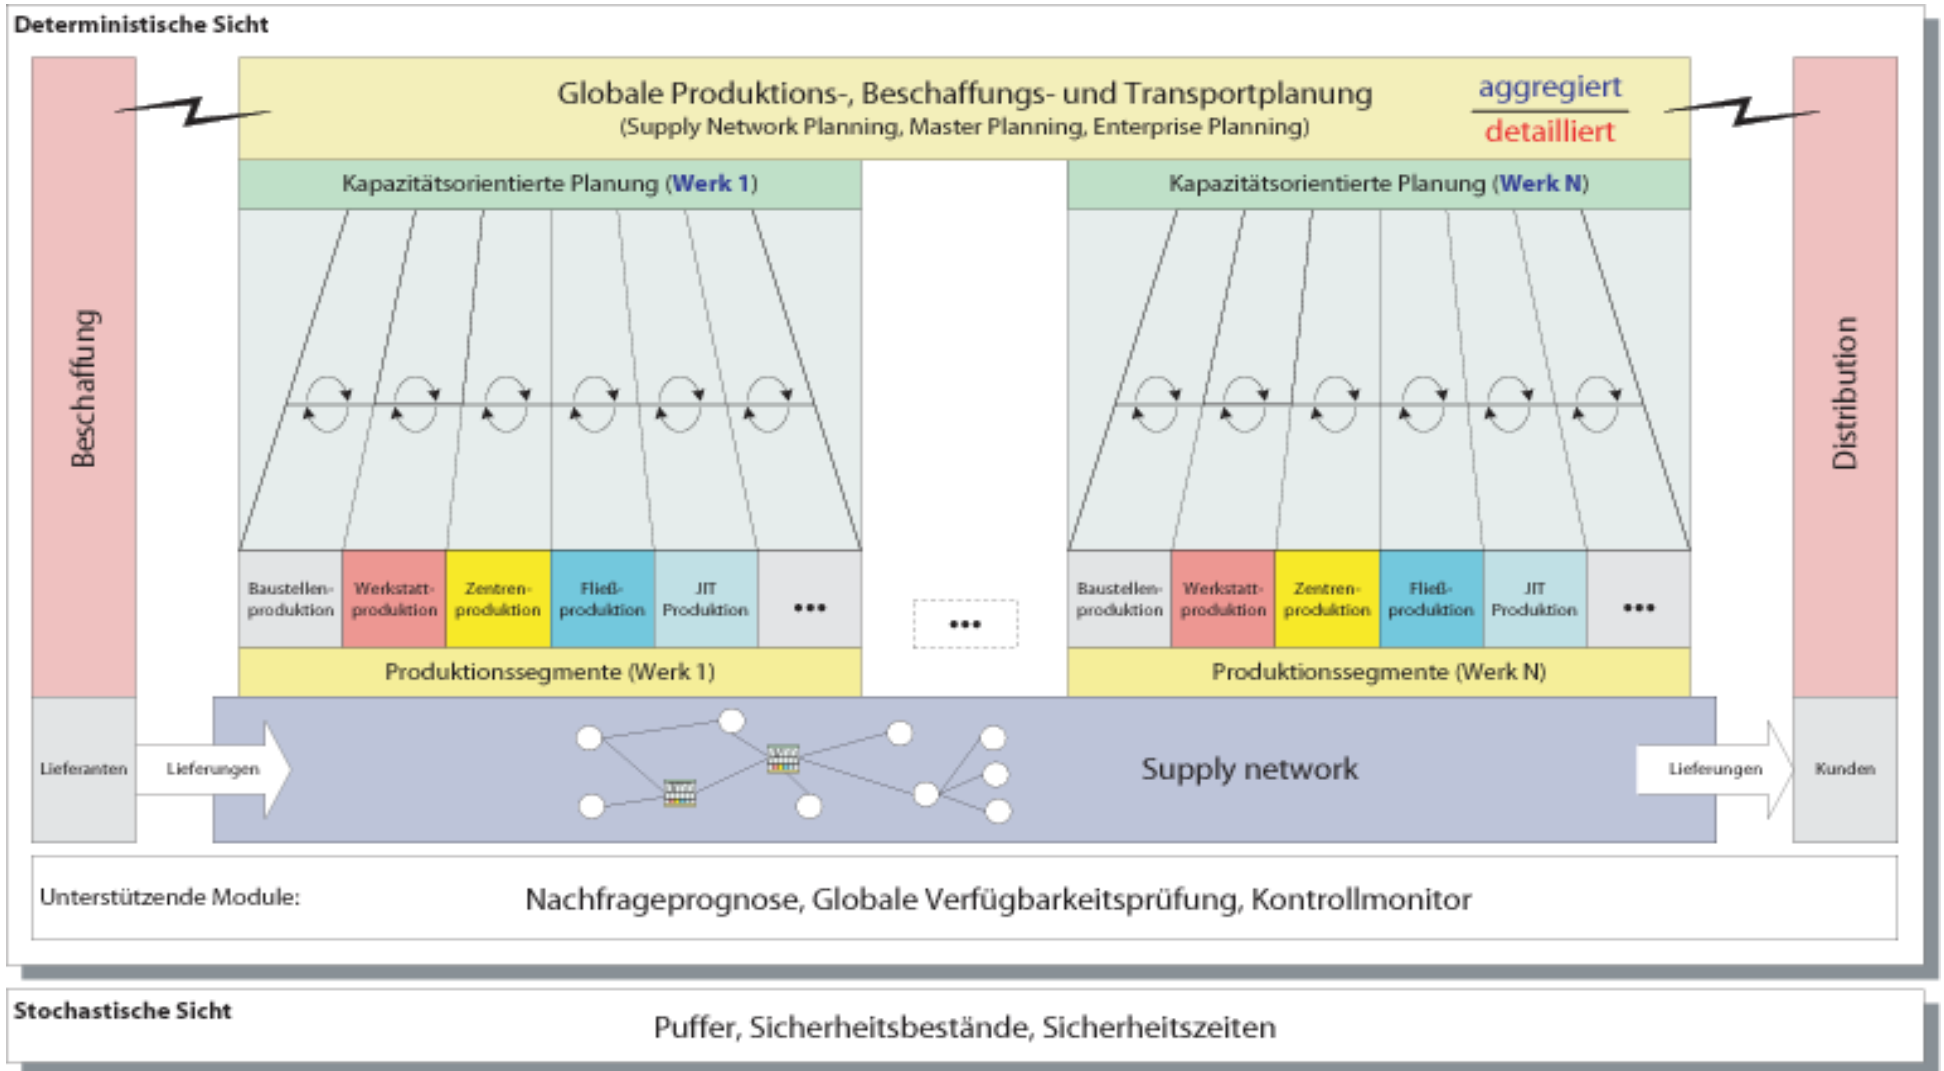 Deterministische Sicht
Globale Produktions-, Beschaffungs- und Transportplanung
(Supply Network Planning, Master Planning, Enterprise Planning)
aggregiert
detailliert
Kapazitätsorientierte Planung (Werk 1)
Kapazitätsorientierte Planung (Werk N)
Beschaffung
Distribution
Baustellen-
produktion
Werkstatt-
produktion
Zentren-
produktion
Fließ-
produktion
JIT
Produktion
•••
•••
Baustellen-
produktion
Werkstatt-
produktion
Zentren-
produktion
Fließ-
produktion
JIT
Produktion
•••
Produktionssegmente (Werk 1)
Produktionssegmente (Werk N)
Lieferanten
Lieferungen
Supply network
Lieferungen
Kunden
Unterstützende Module:
Nachfrageprognose, Globale Verfügbarkeitsprüfung, Kontrollmonitor
Stochastische Sicht
Puffer, Sicherheitsbestände, Sicherheitszeiten